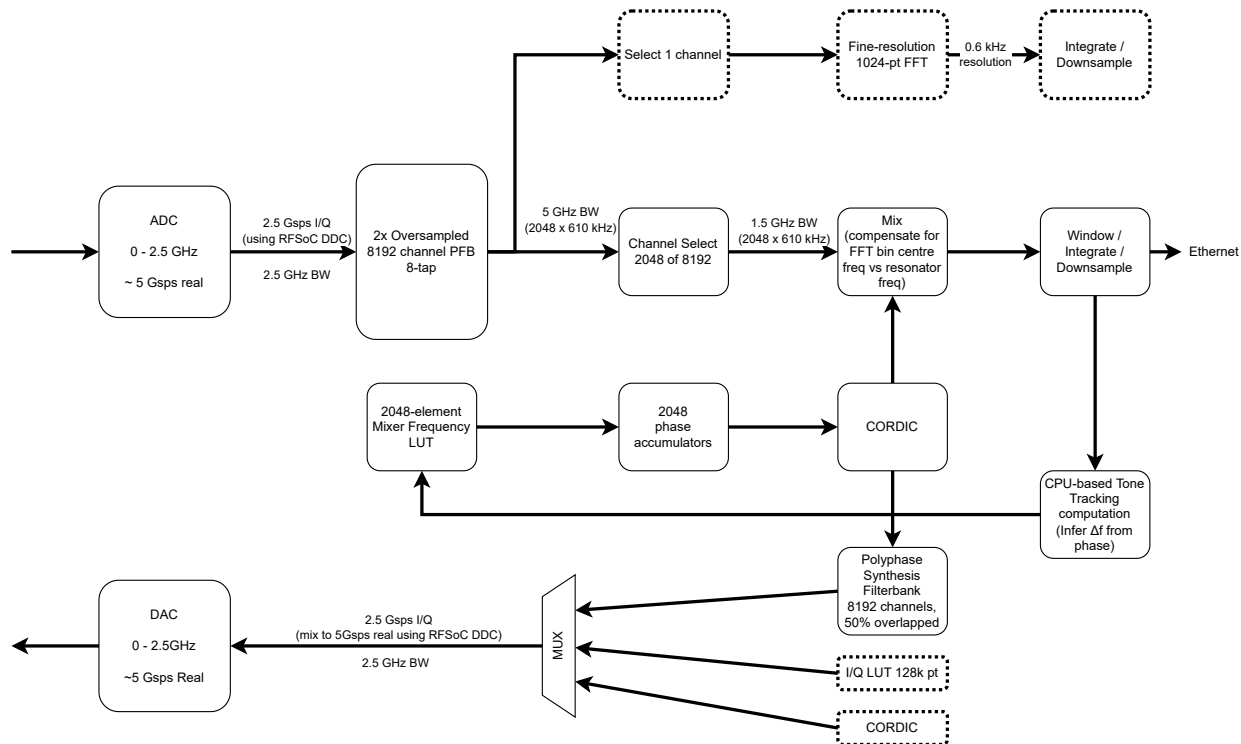 Select 1 channel
Fine-resolution
1024-pt FFT
0.6 kHz
resolution
Integrate /
Downsample
ADC
0 - 2.5 GHz
~ 5 Gsps real
2.5 Gsps I/Q
(using RFSoC DDC)
2.5 GHz BW
2x Oversampled
8192 channel PFB
8-tap
5 GHz BW
(2048 x 610 kHz)
Channel Select
2048 of 8192
1.5 GHz BW
(2048 x 610 kHz)
Mix
(compensate for
FFT bin centre
freq vs resonator
freq)
Window /
Integrate /
Downsample
Ethernet
2048-element
Mixer Frequency
LUT
2048
phase
accumulators
CORDIC
CPU-based Tone
Tracking
computation
(Infer Δf from
phase)
Polyphase
Synthesis
Filterbank
8192 channels,
50% overlapped
DAC
0 - 2.5GHz
~5 Gsps Real
2.5 Gsps I/Q
(mix to 5Gsps real using RFSoC DDC)
2.5 GHz BW
MUX
I/Q LUT 128k pt
CORDIC